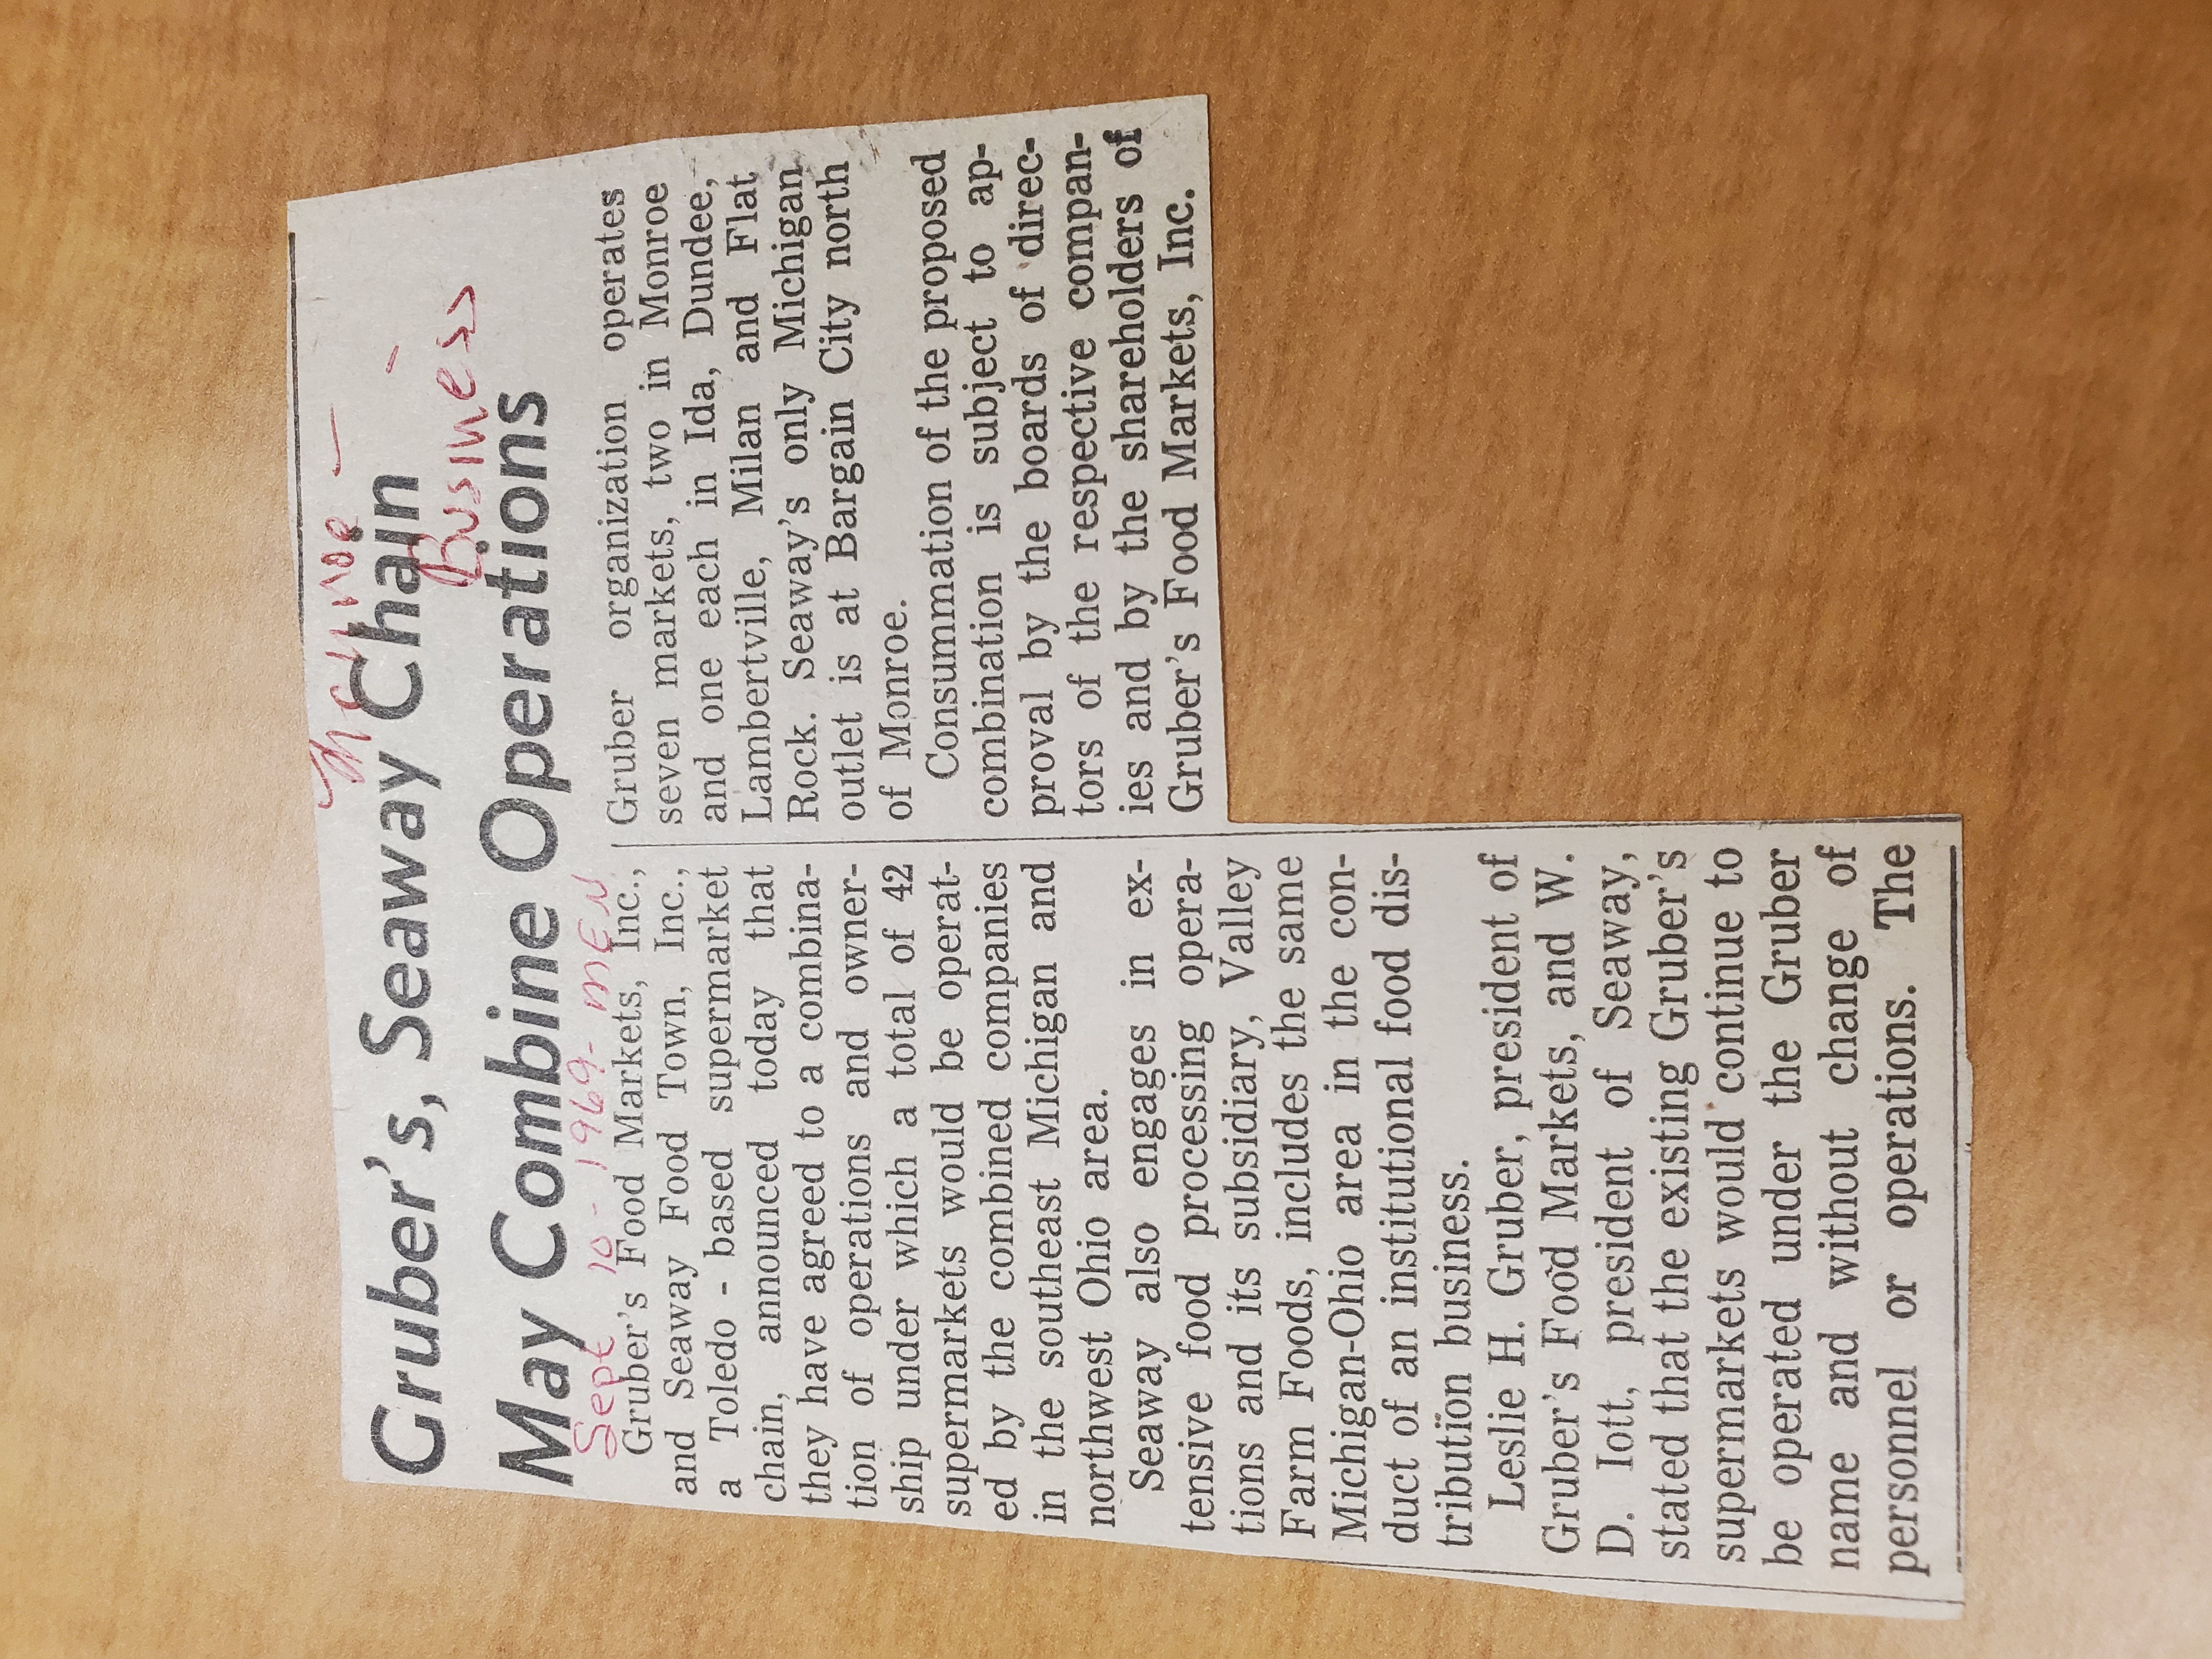 Gruber's, Seaway Chain
Business
May Combine Operations
Sept 10 - 1969 - MEN
Gruber's Food Markets, Inc.,
and Seaway Food Town, Inc.,
a Toledo - based supermarket
chain, announced today that
they have agreed to a combina-
tion of operations and owner-
ship under which a total of 42
supermarkets would be operat-
ed by the combined companies
in the southeast Michigan and
northwest Ohio area.
Seaway also engages in ex-
tensive food processing opera-
tions and its subsidiary, Valley
Farm Foods, includes the same
Michigan-Ohio area in the con-
duct of an institutional food dis-
tribution business.
Leslie H. Gruber, president of
Gruber's Food Markets, and W.
D. Iott, president of Seaway,
stated that the existing Gruber's
supermarkets would continue to
be operated under the Gruber
name and without change of
personnel or operations. The
Gruber organization operates
seven markets, two in Monroe
and one each in Ida, Dundee,
Lambertville, Milan and Flat
Rock. Seaway's only Michigan
outlet is at Bargain City north
of Monroe.
Consummation of the proposed
combination is subject to ap-
proval by the boards of direc-
tors of the respective compan-
ies and by the shareholders of
Gruber's Food Markets, Inc.